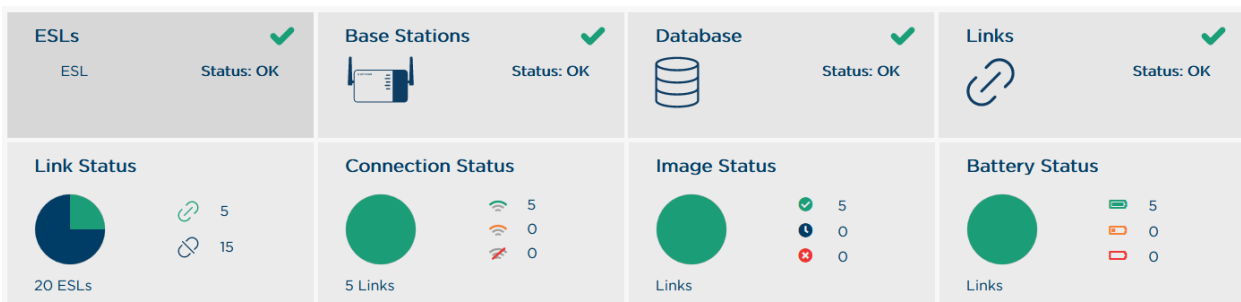 ESLs
ESL
Status: OK
Base Stations
Status: OK
Database
Status: OK
Links
Status: OK
Link Status
5
15
20 ESLs
Connection Status
5
0
0
5 Links
Image Status
5
0
0
Links
Battery Status
5
0
0
Links